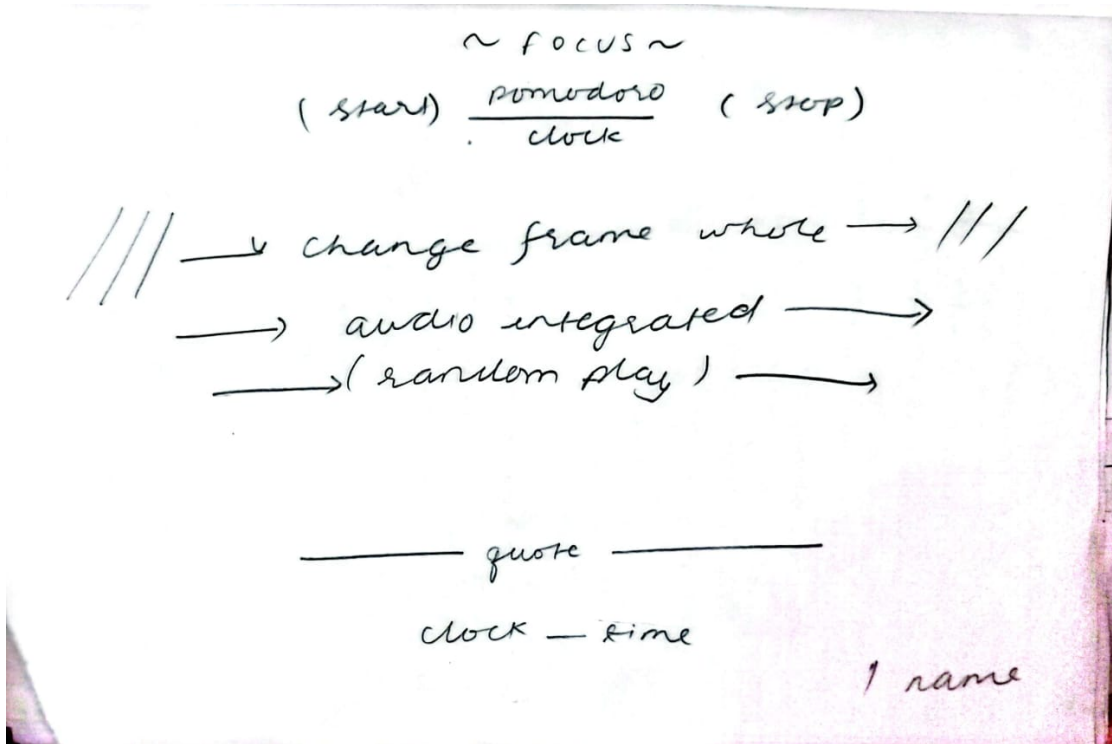 ~ FOCUS ~
(start) pomodoro (stop)
clock
/// → change frame whole → ///
→ audio integrated →
→ (random play) →
— quote —
clock — time
1 name